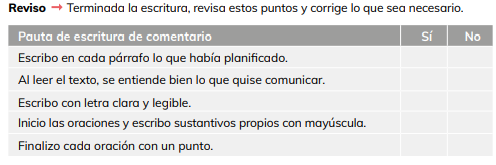 Reviso → Terminada la escritura, revisa estos puntos y corrige lo que sea necesario.
Pauta de escritura de comentario Sí No
Escribo en cada párrafo lo que había planificado.
Al leer el texto, se entiende bien lo que quise comunicar.
Escribo con letra clara y legible.
Inicio las oraciones y escribo sustantivos propios con mayúscula.
Finalizo cada oración con un punto.